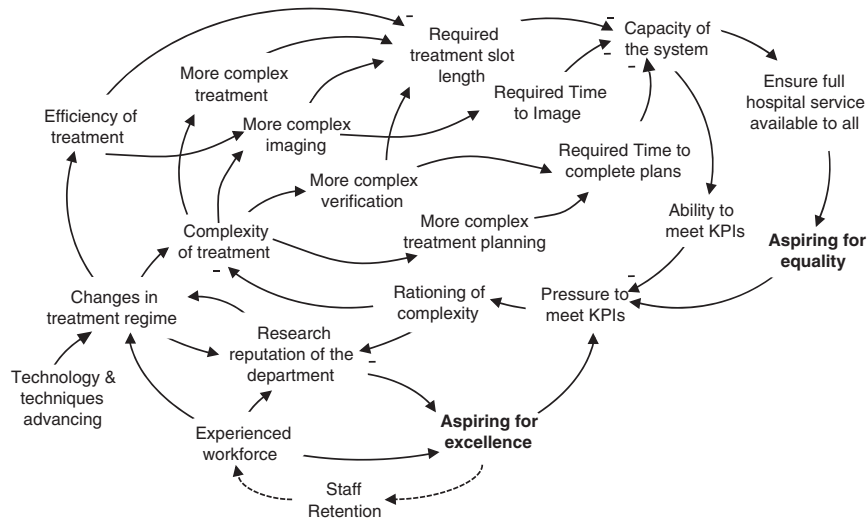 Required
treatment slot
length
Capacity of
the system
More complex
treatment
Ensure full
hospital service
available to all
Efficiency of
treatment
More complex
imaging
Required Time
to Image
More complex
verification
Required Time to
complete plans
Complexity
of treatment
More complex
treatment planning
Ability to
meet KPIs
Aspiring for
equality
Changes in
treatment regime
Rationing of
complexity
Pressure to
meet KPIs
Research
reputation of the
department
Technology &
techniques
advancing
Aspiring for
excellence
Experienced
workforce
Staff
Retention